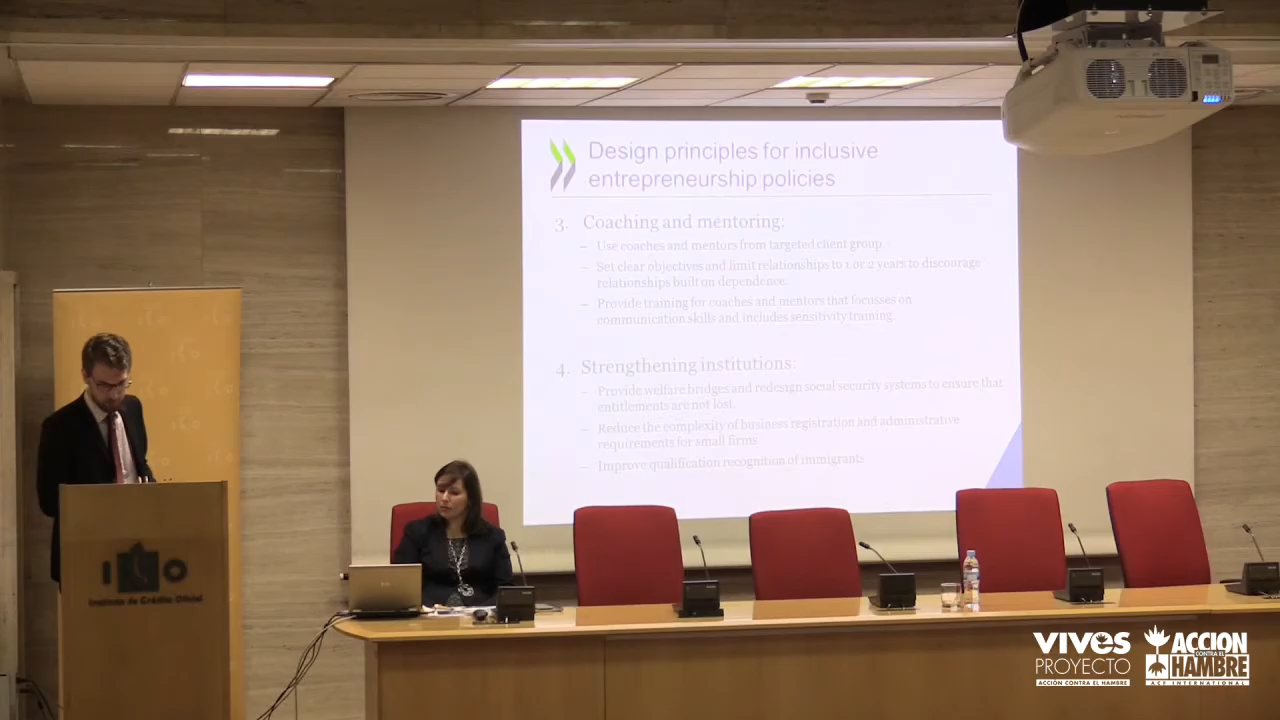 Design principles for inclusive
entrepreneurship policies
3. Coaching and mentoring:
– Use coaches and mentors from targeted client group.
– Set clear objectives and limit relationships to 1 or 2 years to discourage
relationships built on dependence.
– Provide training for coaches and mentors that focusses on
communication skills and includes sensitivity training.
4. Strengthening institutions:
– Provide welfare bridges and redesign social security systems to ensure that
entitlements are not lost.
– Reduce the complexity of business registration and administrative
requirements for small firms.
– Improve qualification recognition of immigrants
ico
Instituto de Crédito Oficial
VIVES
PROYECTO
ACCIÓN CONTRA EL HAMBRE
ACCION
CONTRA EL
HAMBRE
ACF INTERNATIONAL